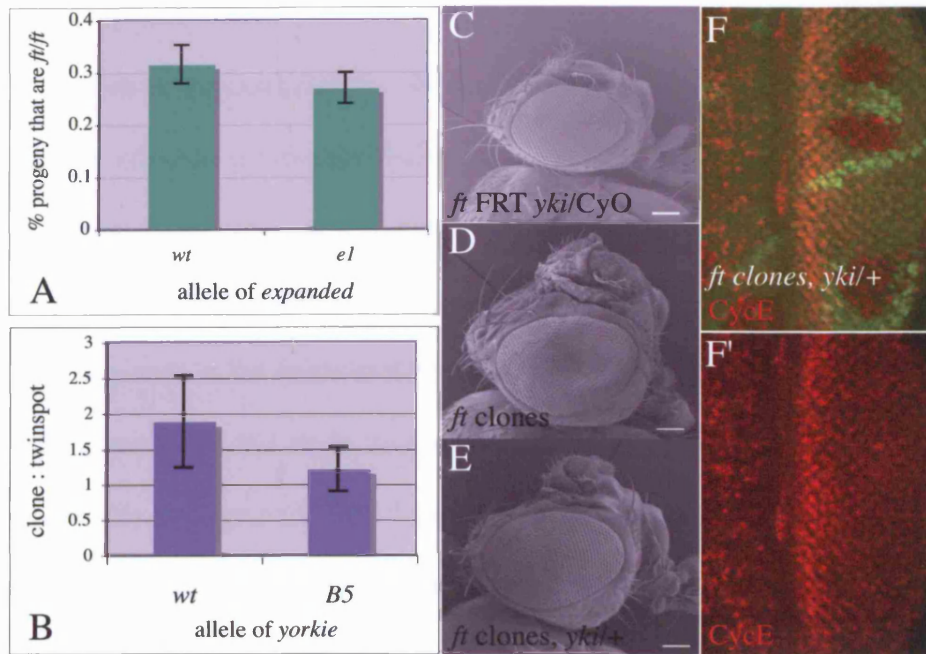 0.4
0.3
0.2
0.1
0
% progeny that are ft/ft
wt
e1
A
allele of expanded
3
2.5
2
1.5
1
0.5
0
clone : twinspot
wt
B5
B
allele of yorkie
C
ft FRT yki/CyO
D
ft clones
E
ft clones, yki/+
F
ft clones, yki/+
CycE
F'
CycE